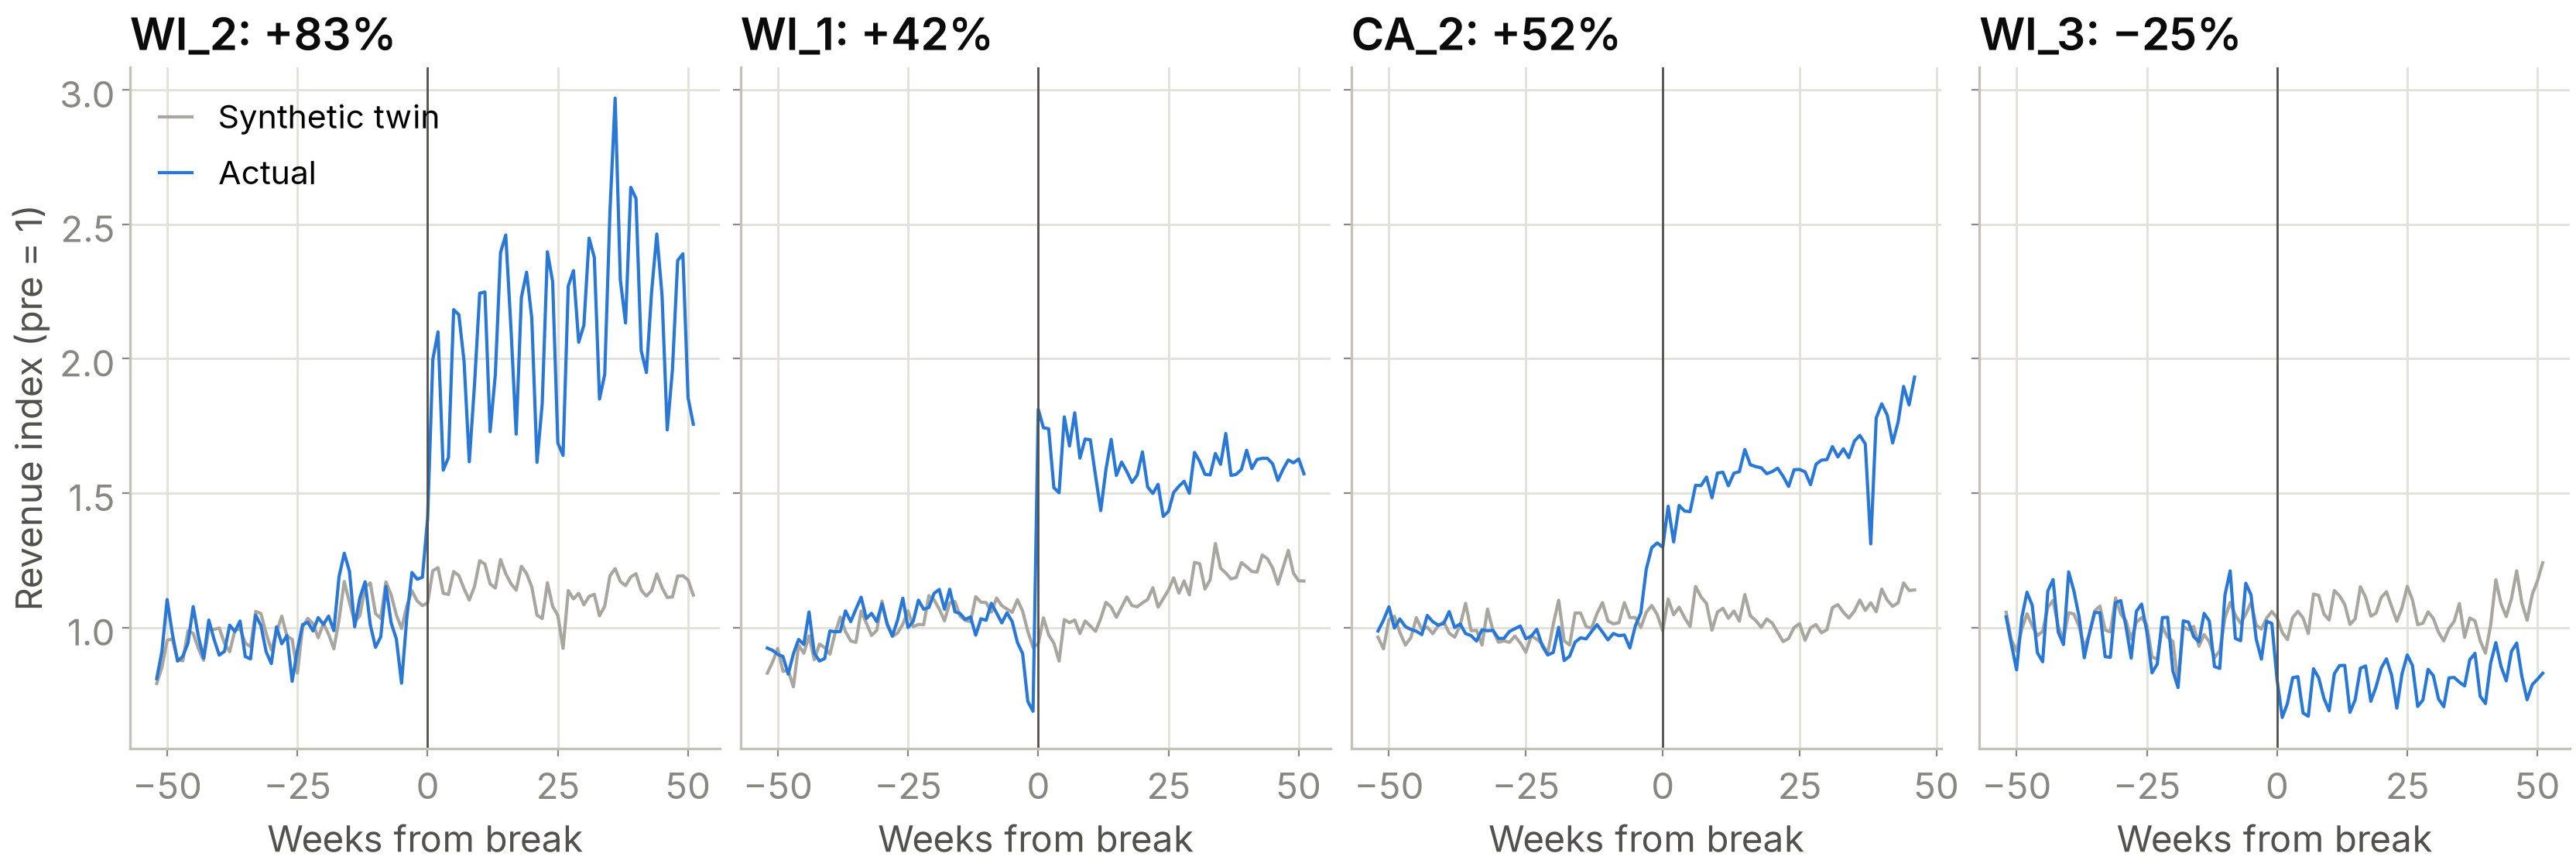 WI_2: +83%
WI_1: +42%
CA_2: +52%
WI_3: −25%
Synthetic twin
Actual
Revenue index (pre = 1)
3.0
2.5
2.0
1.5
1.0
−50 −25 0 25 50
−50 −25 0 25 50
−50 −25 0 25 50
−50 −25 0 25 50
Weeks from break
Weeks from break
Weeks from break
Weeks from break